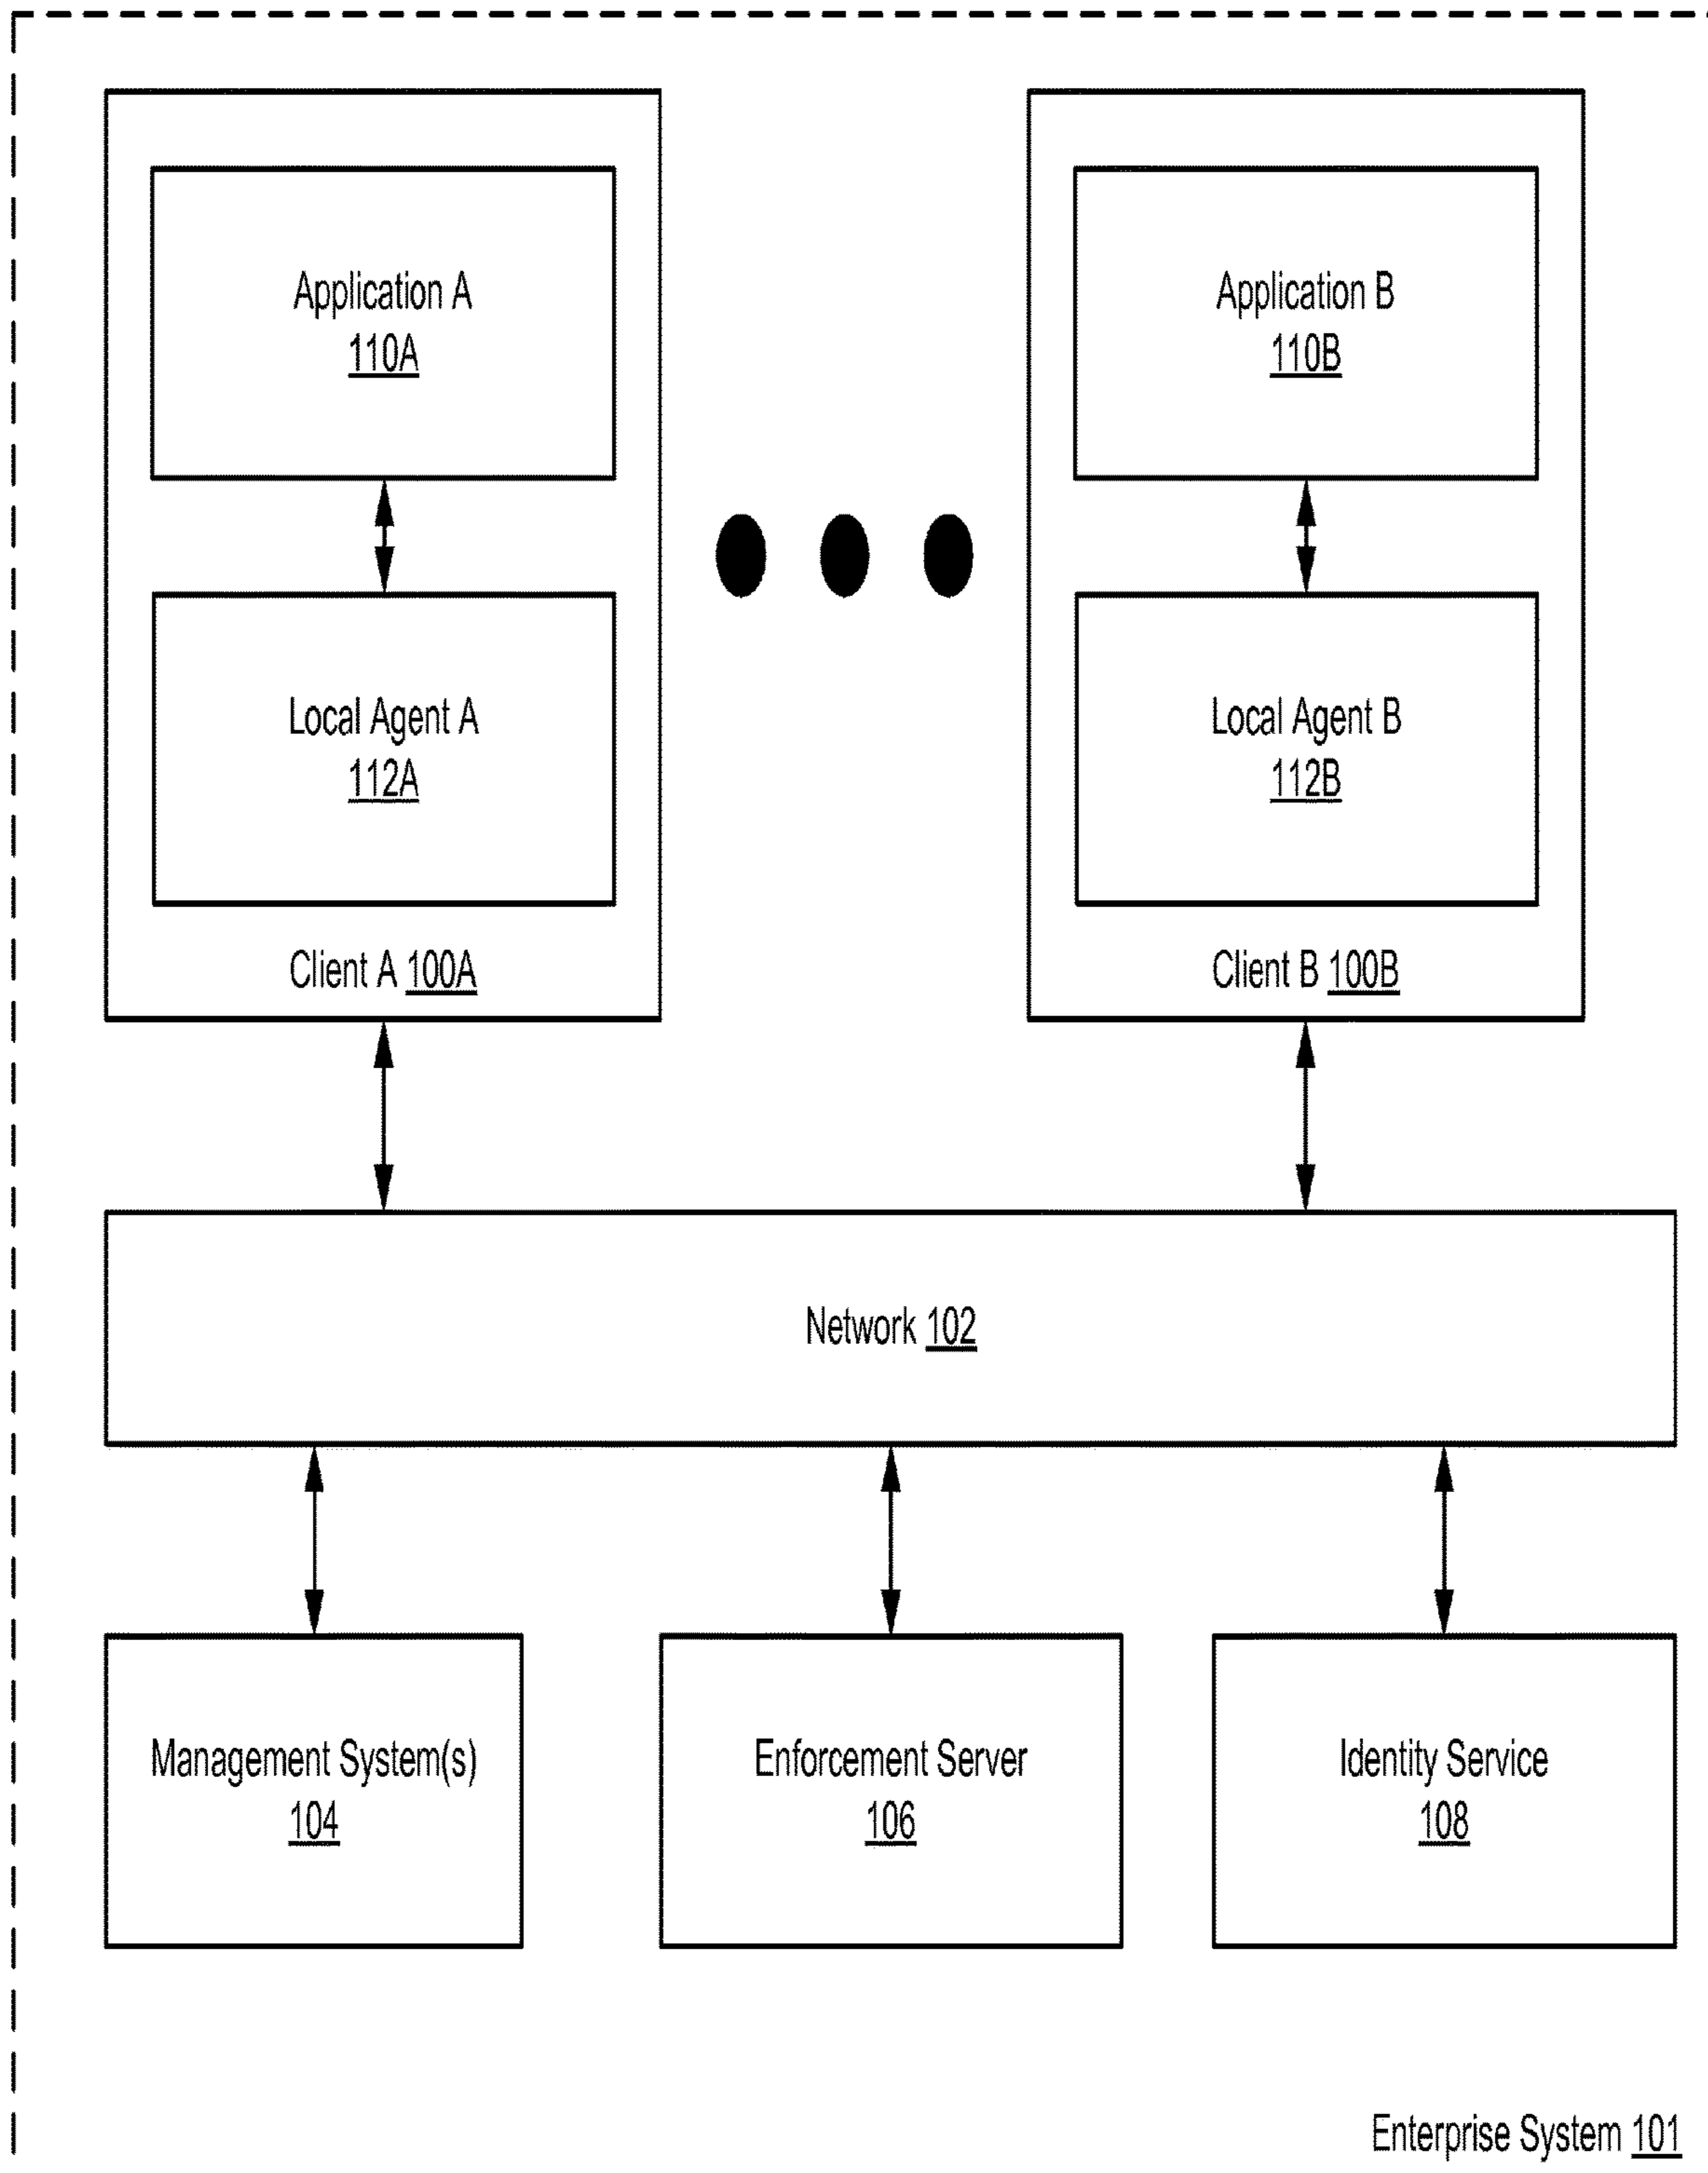 Application A
110A
Application B
110B
Local Agent A
112A
Local Agent B
112B
Client A 100A
Client B 100B
Network 102
Management System(s)
104
Enforcement Server
106
Identity Service
108
Enterprise System 101